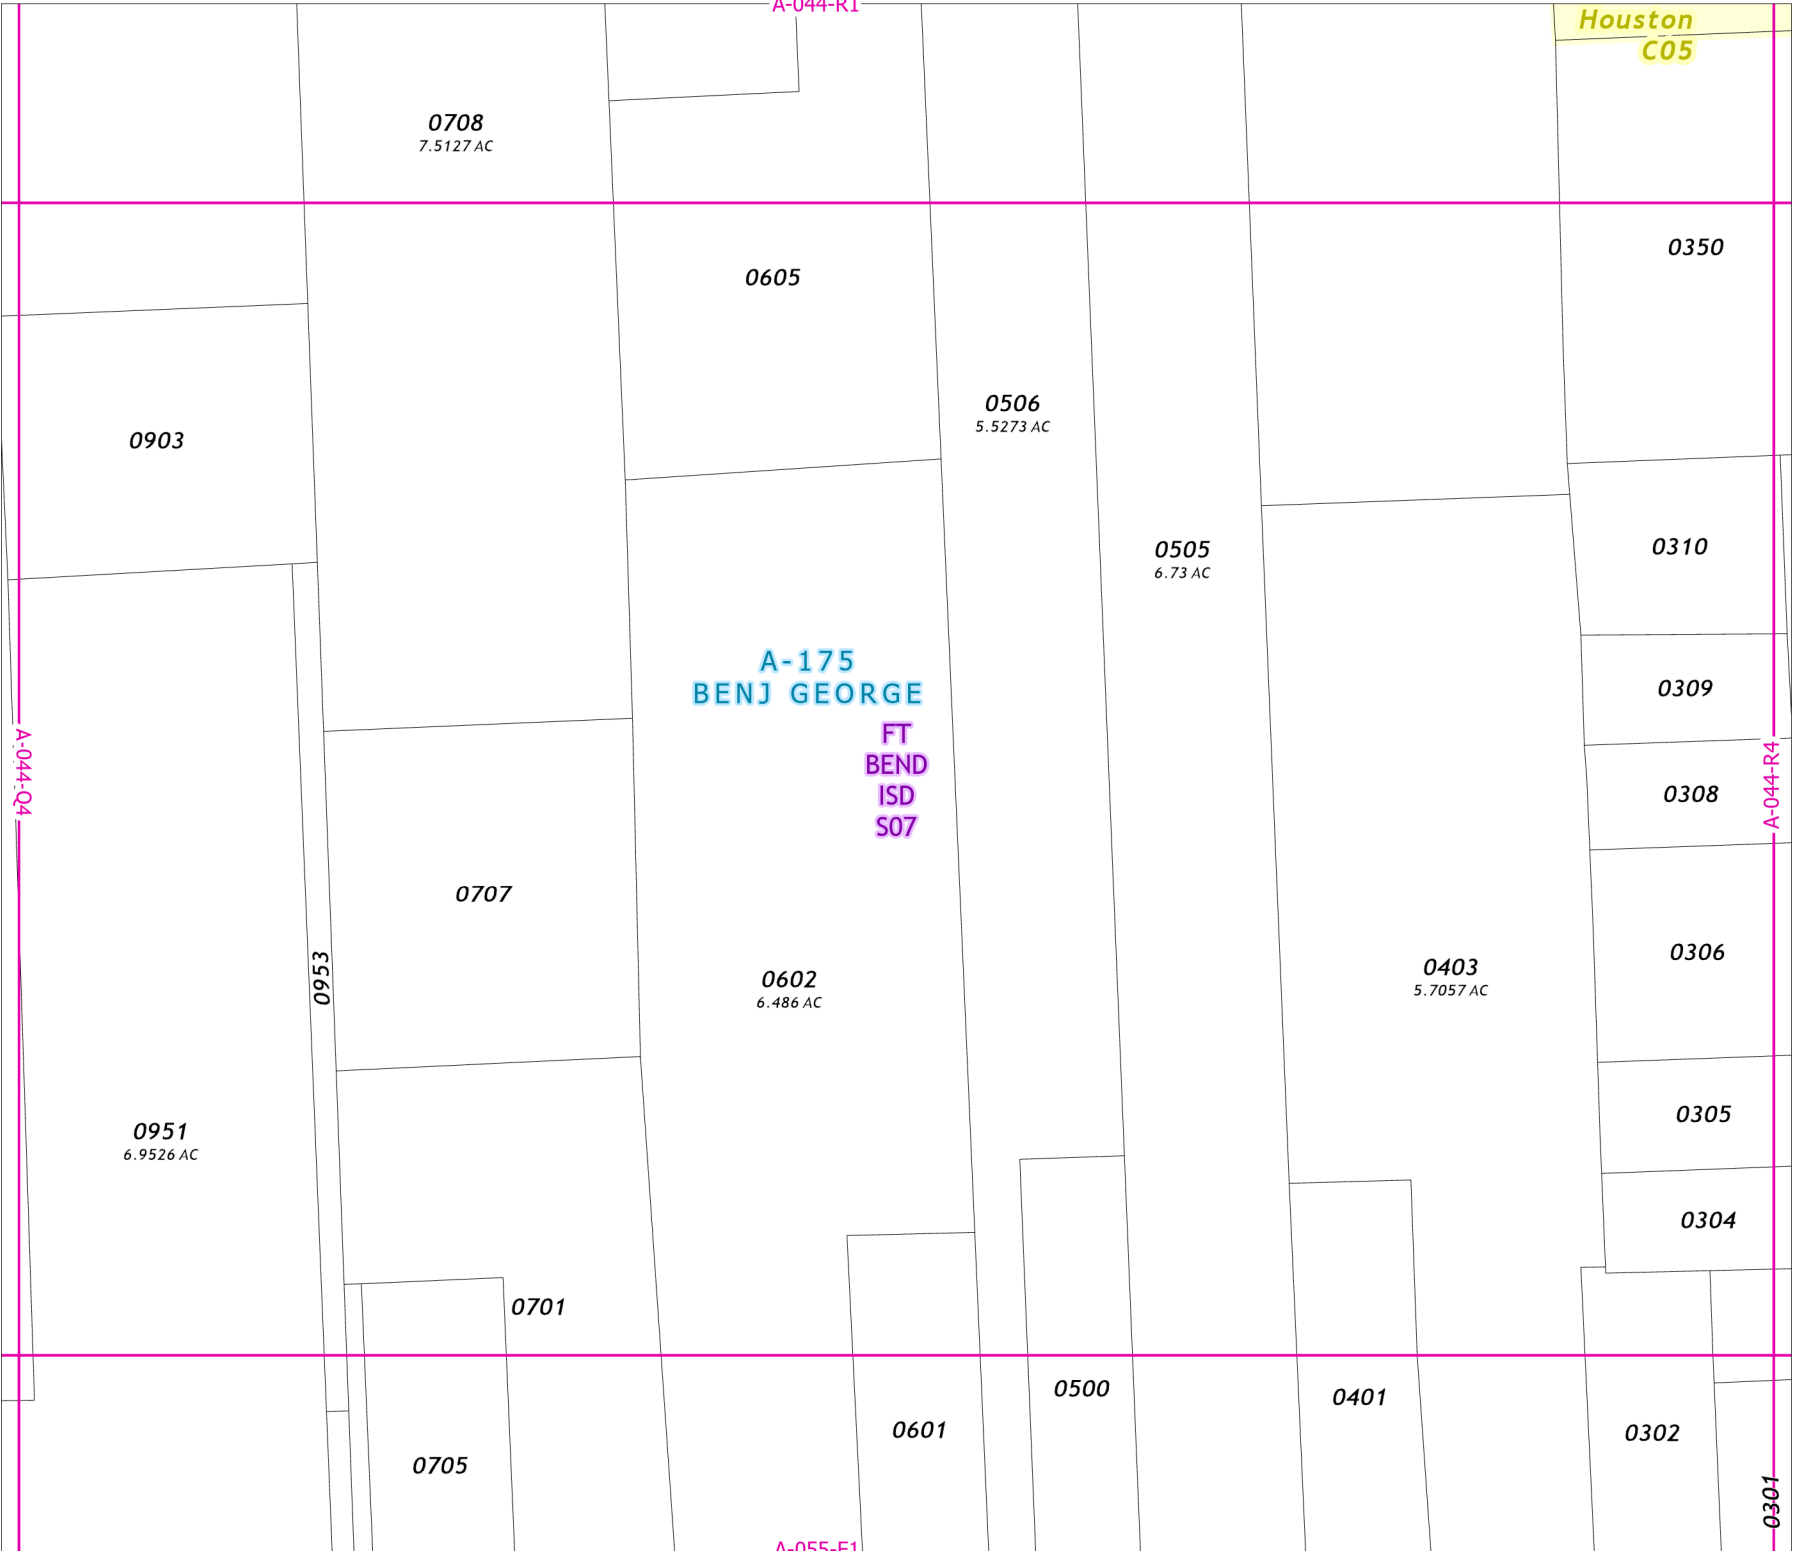 A-044-R1
Houston
C05
0708
7.5127 AC
0350
0605
0506
5.5273 AC
0903
0310
0505
6.73 AC
A-175
BENJ GEORGE
0309
FT
BEND
ISD
S07
A-044-Q4
A-044-R4
0308
0707
0306
0953
0602
6.486 AC
0403
5.7057 AC
0305
0951
6.9526 AC
0304
0701
0500
0401
0601
0302
0705
0301
A-055-E1